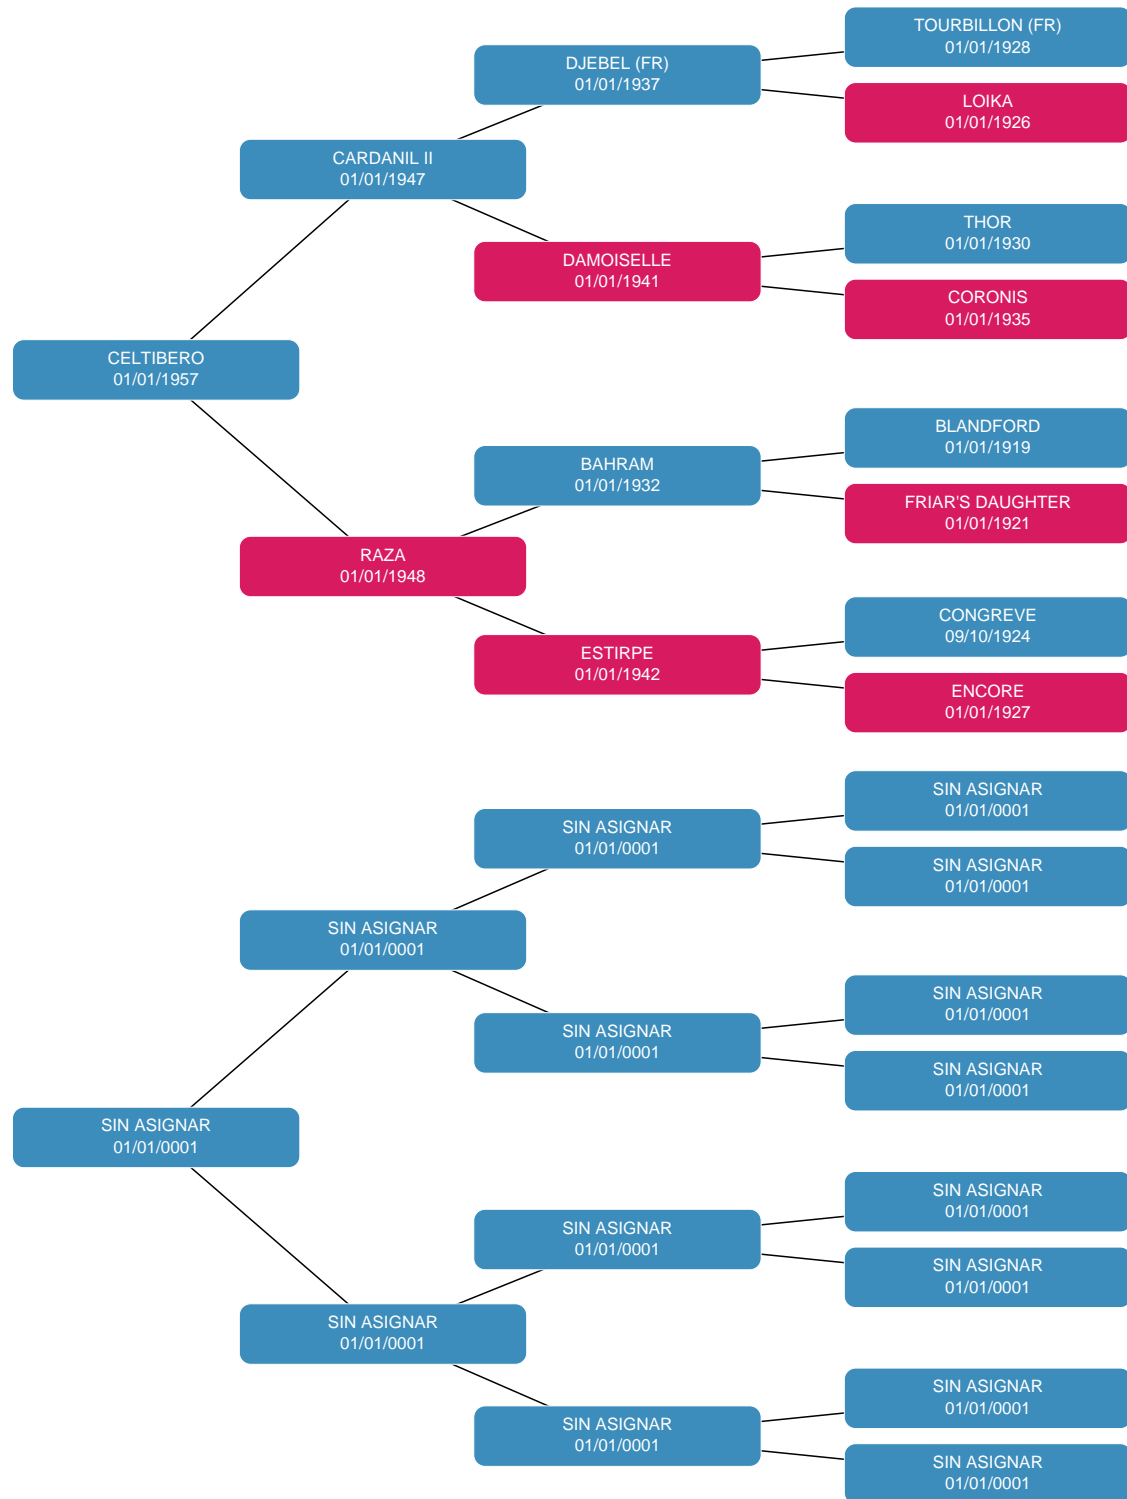 TOURBILLON (FR)
01/01/1928
DJEBEL (FR)
01/01/1937
LOIKA
01/01/1926
CARDANIL II
01/01/1947
THOR
01/01/1930
DAMOISELLE
01/01/1941
CORONIS
01/01/1935
CELTIBERO
01/01/1957
BLANDFORD
01/01/1919
BAHRAM
01/01/1932
FRIAR'S DAUGHTER
01/01/1921
RAZA
01/01/1948
CONGREVE
09/10/1924
ESTIRPE
01/01/1942
ENCORE
01/01/1927
SIN ASIGNAR
01/01/0001
SIN ASIGNAR
01/01/0001
SIN ASIGNAR
01/01/0001
SIN ASIGNAR
01/01/0001
SIN ASIGNAR
01/01/0001
SIN ASIGNAR
01/01/0001
SIN ASIGNAR
01/01/0001
SIN ASIGNAR
01/01/0001
SIN ASIGNAR
01/01/0001
SIN ASIGNAR
01/01/0001
SIN ASIGNAR
01/01/0001
SIN ASIGNAR
01/01/0001
SIN ASIGNAR
01/01/0001
SIN ASIGNAR
01/01/0001
SIN ASIGNAR
01/01/0001